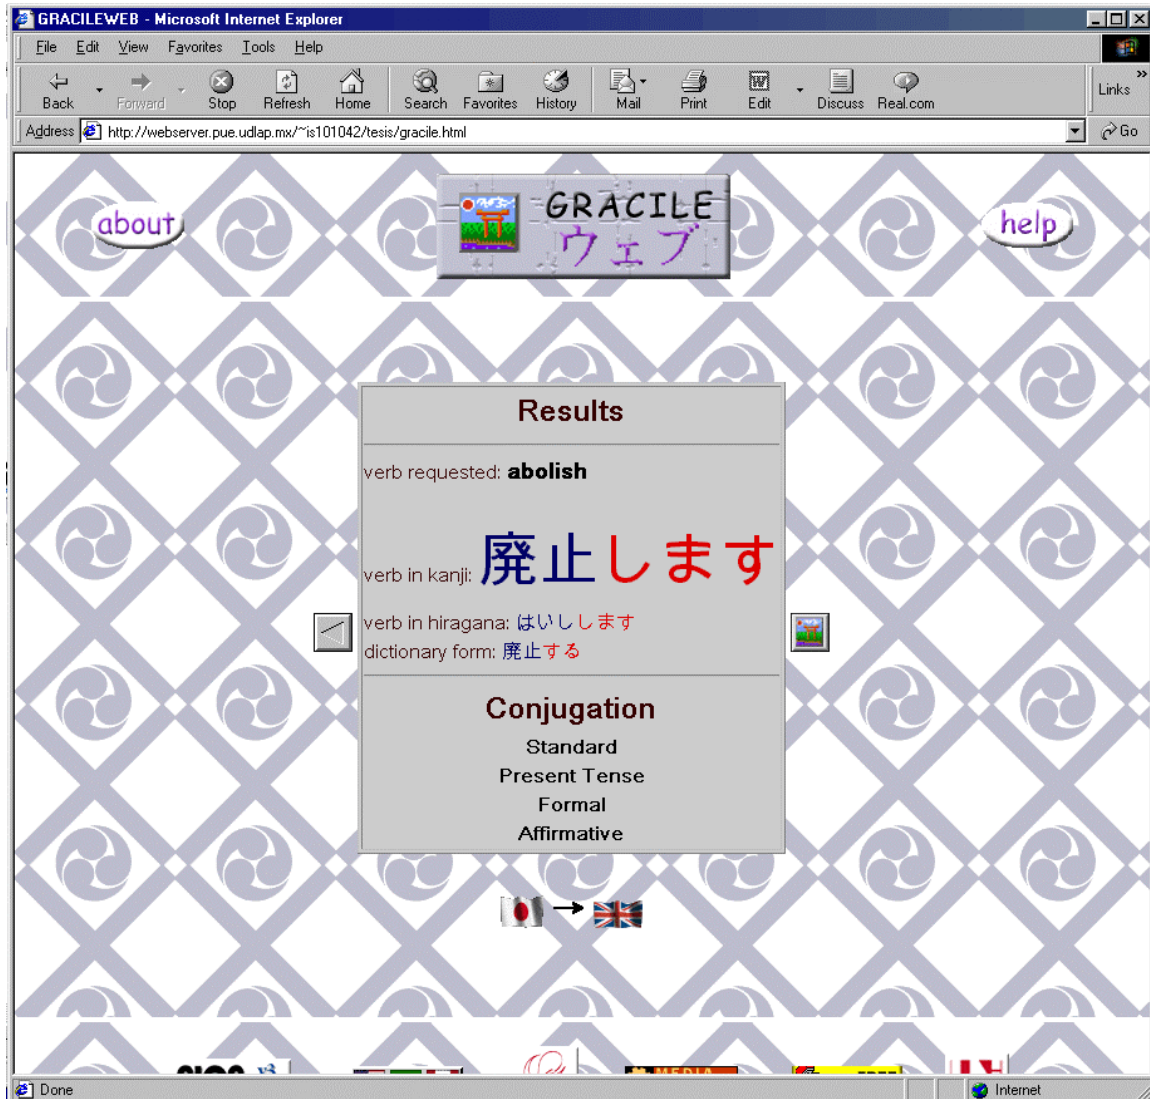 GRACILEWEB - Microsoft Internet Explorer
File Edit View Favorites Tools Help
Back Forward Stop Refresh Home Search Favorites History Mail Print Edit Discuss Real.com Links »
Address http://webserver.pue.udlap.mx/~is101042/tesis/gracile.html Go
about
GRACILE
ウェブ
help
Results
verb requested: abolish
verb in kanji: 廃止します
verb in hiragana: はいしします
dictionary form: 廃止する
Conjugation
Standard
Present Tense
Formal
Affirmative
MEDIA
Done Internet